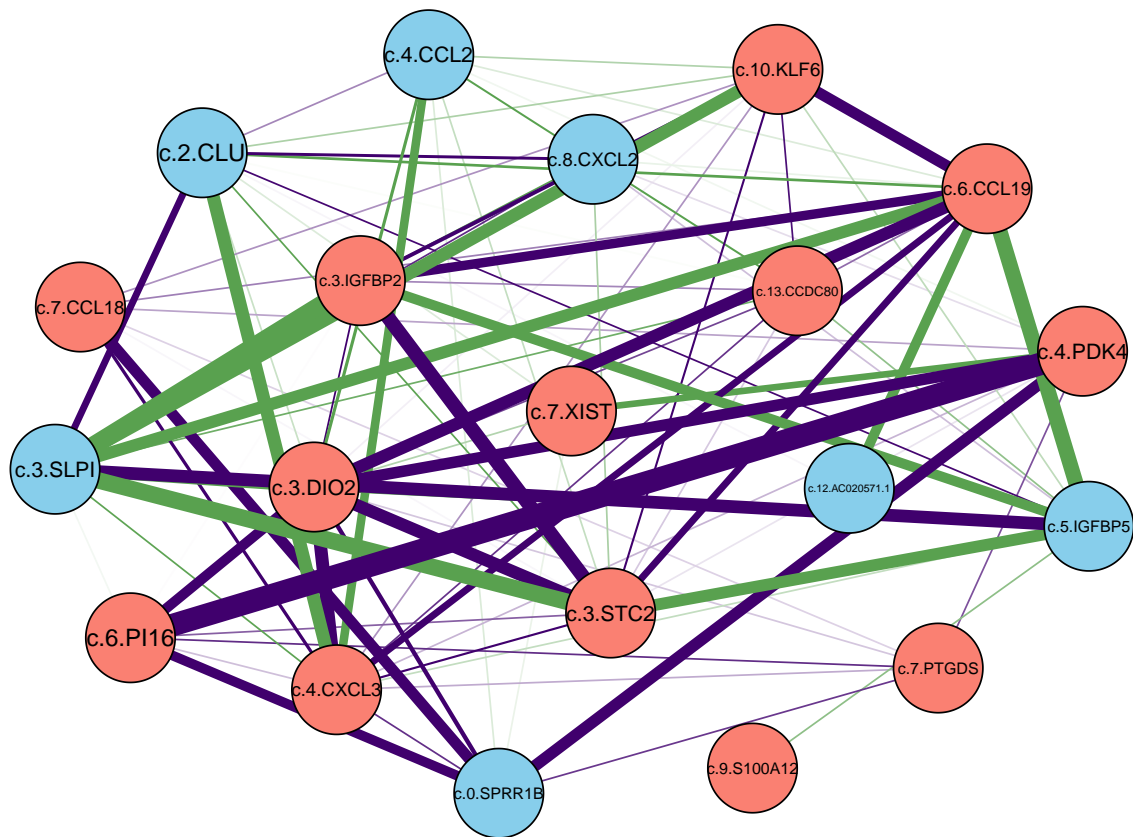 c.4.CCL2
c.10.KLF6
c.2.CLU
c.8.CXCL2
c.6.CCL19
c.3.IGFBP2
c.13.CCDC80
c.7.CCL18
c.4.PDK4
c.7.XIST
c.3.SLPI
c.3.DIO2
c.12.AC020571.1
c.5.IGFBP5
c.3.STC2
c.6.PI16
c.4.CXCL3
c.7.PTGDS
c.9.S100A12
c.0.SPRR1B